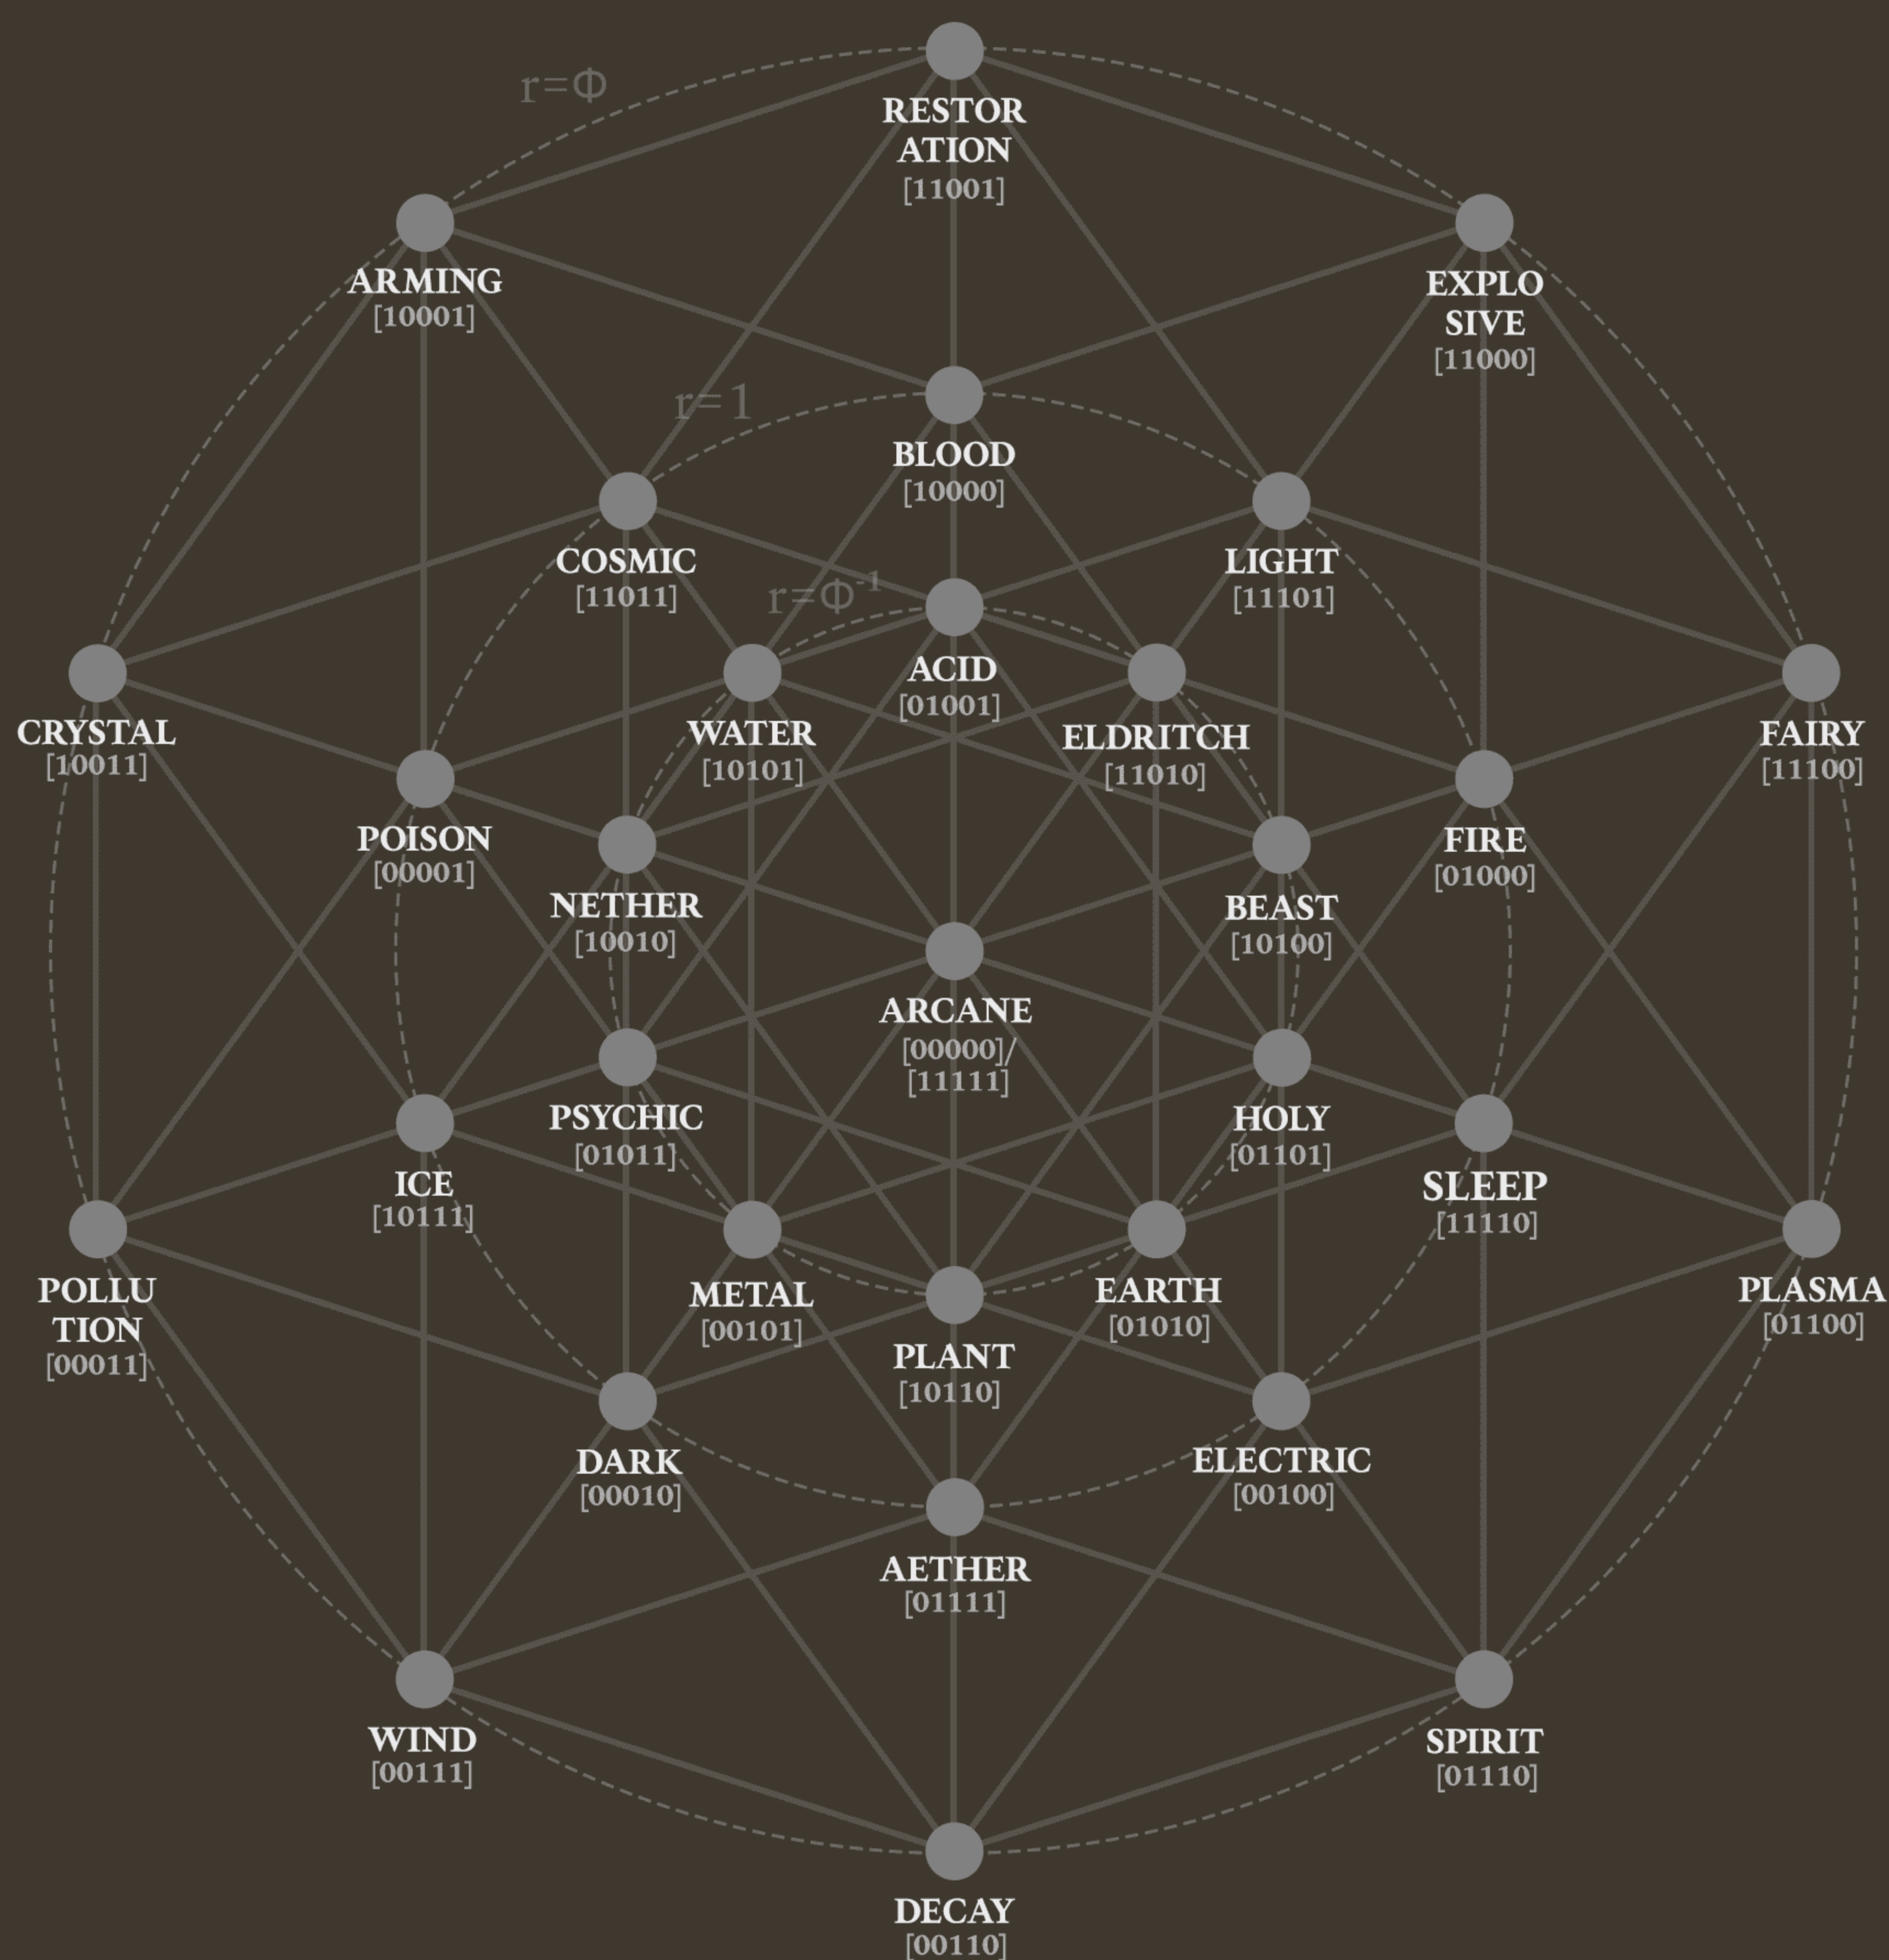 r=Φ
RESTOR
ATION
[11001]
ARMING
[10001]
EXPLO
SIVE
[11000]
r=1
BLOOD
[10000]
COSMIC
[11011]
LIGHT
[11101]
r=Φ⁻¹
ACID
[01001]
CRYSTAL
[10011]
WATER
[10101]
ELDRITCH
[11010]
FAIRY
[11100]
POISON
[00001]
FIRE
[01000]
NETHER
[10010]
BEAST
[10100]
ARCANE
[00000]/
[11111]
PSYCHIC
[01011]
HOLY
[01101]
ICE
[10111]
SLEEP
[11110]
POLLU
TION
[00011]
METAL
[00101]
EARTH
[01010]
PLASMA
[01100]
PLANT
[10110]
DARK
[00010]
ELECTRIC
[00100]
AETHER
[01111]
WIND
[00111]
SPIRIT
[01110]
DECAY
[00110]